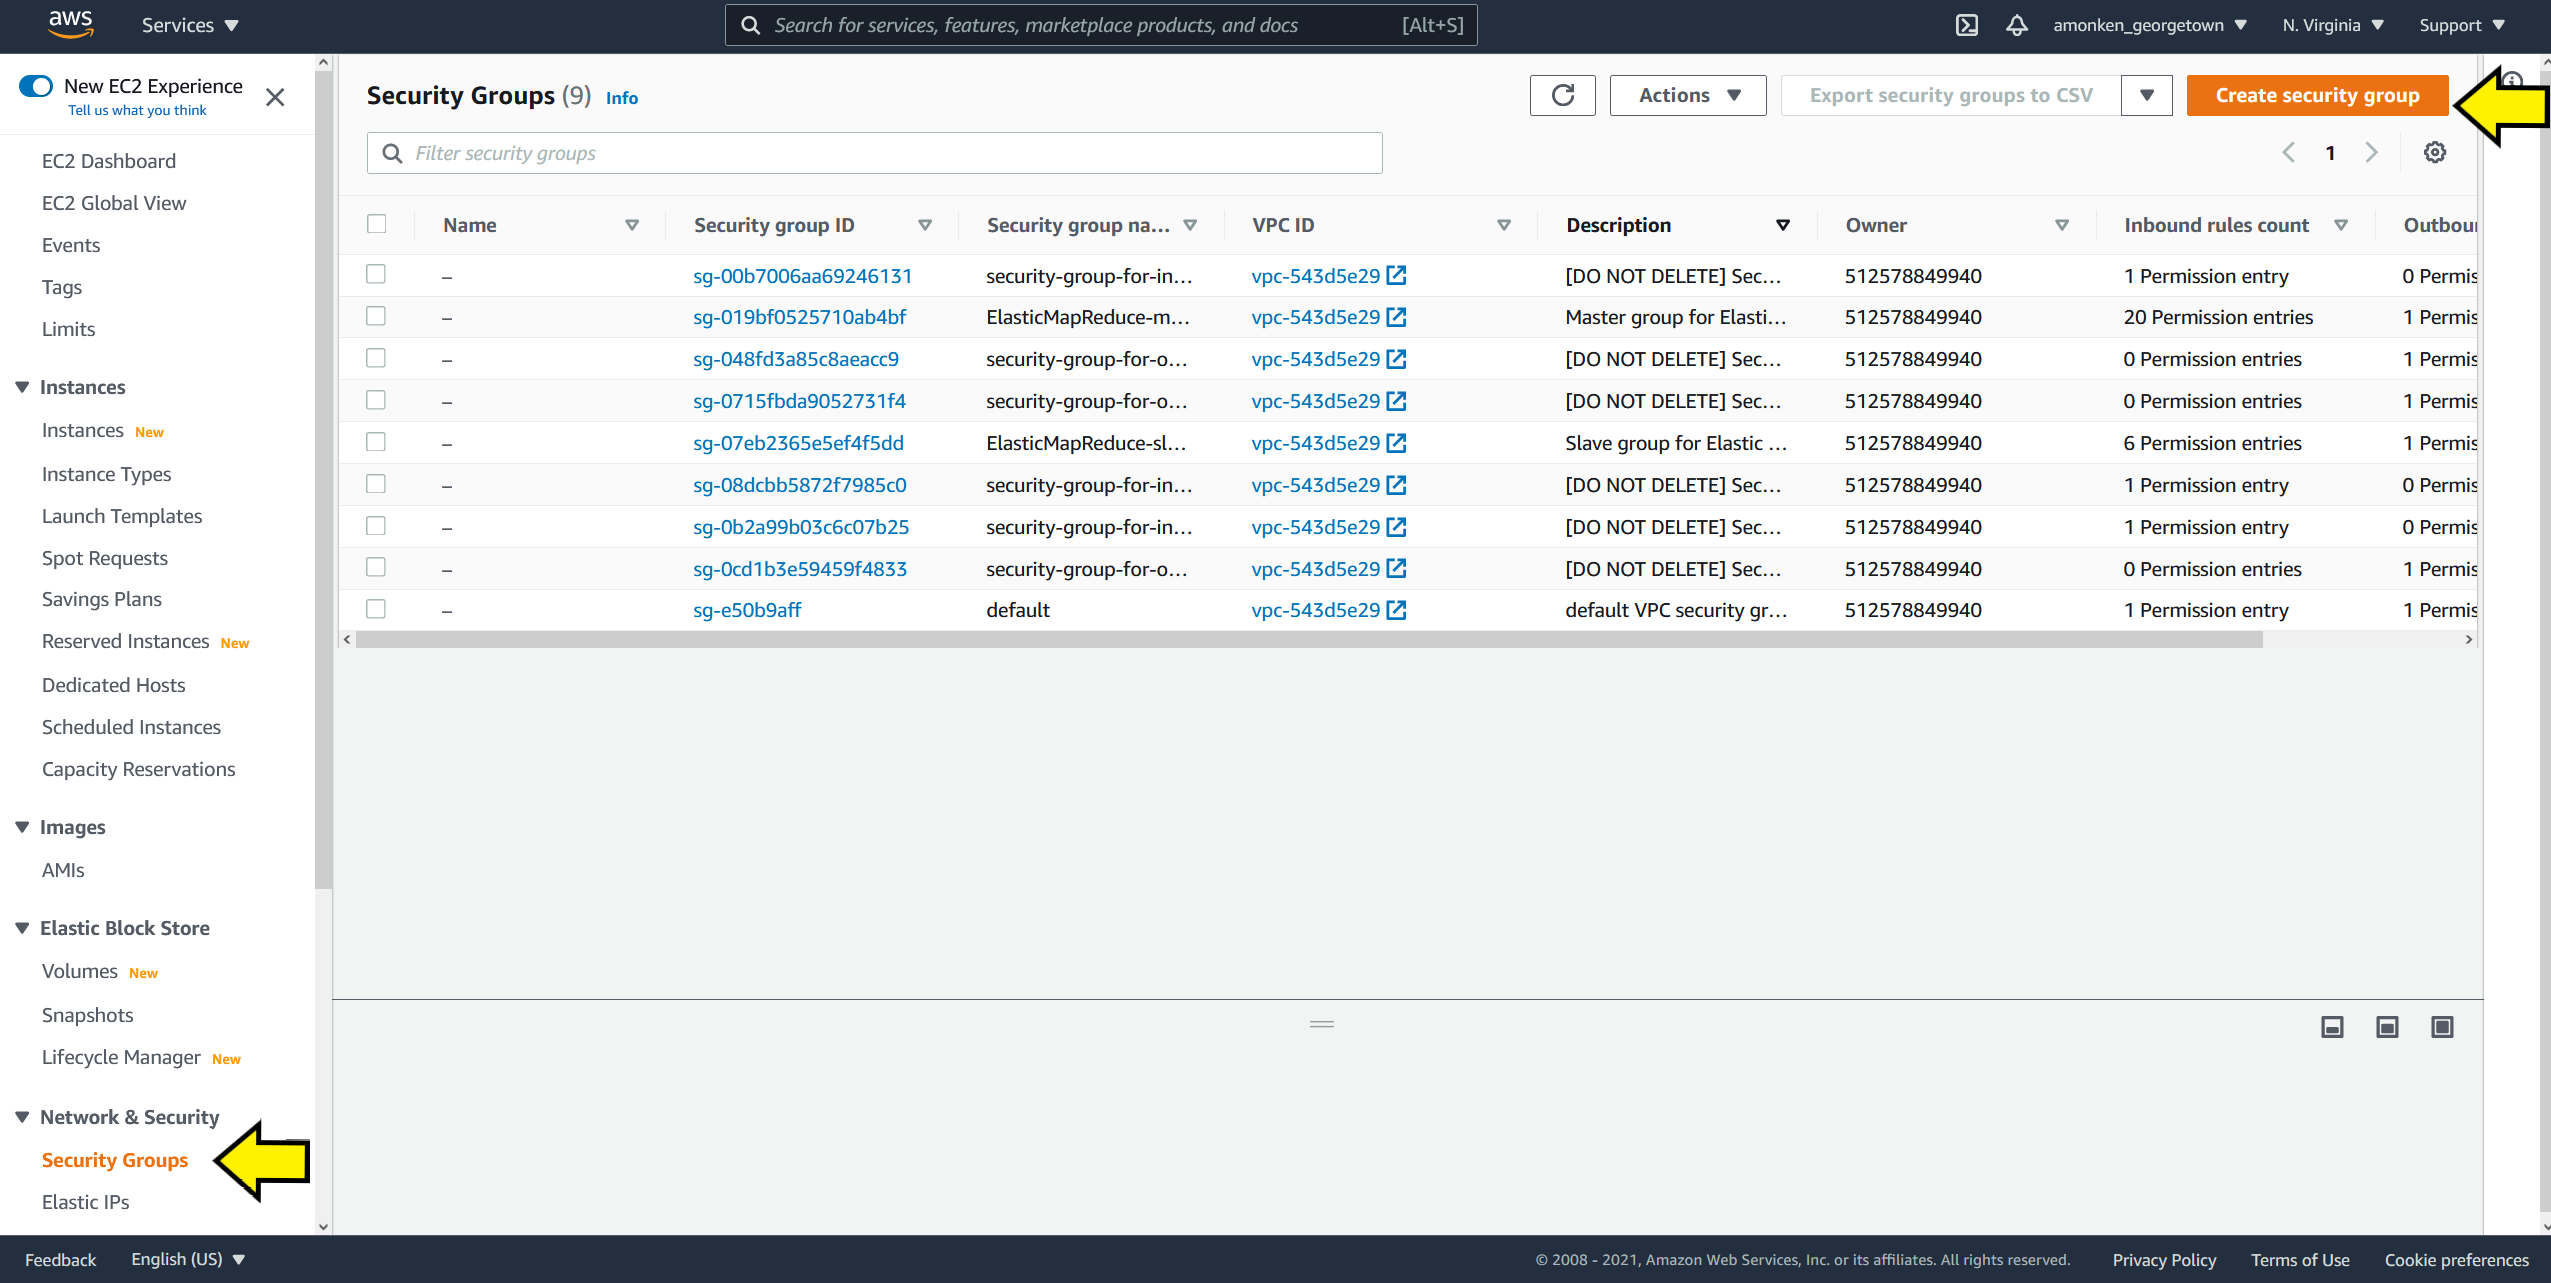 aws Services Search for services, features, marketplace products, and docs [Alt+S] amonken_georgetown N. Virginia Support
New EC2 Experience
Tell us what you think
EC2 Dashboard
EC2 Global View
Events
Tags
Limits
Instances
Instances New
Instance Types
Launch Templates
Spot Requests
Savings Plans
Reserved Instances New
Dedicated Hosts
Scheduled Instances
Capacity Reservations
Images
AMIs
Elastic Block Store
Volumes New
Snapshots
Lifecycle Manager New
Network & Security
Security Groups
Elastic IPs
Security Groups (9) Info Actions Export security groups to CSV Create security group
Filter security groups 1
Name Security group ID Security group na... VPC ID Description Owner Inbound rules count Outboun
– sg-00b7006aa69246131 security-group-for-in... vpc-543d5e29 [DO NOT DELETE] Sec... 512578849940 1 Permission entry 0 Permis
– sg-019bf0525710ab4bf ElasticMapReduce-m... vpc-543d5e29 Master group for Elasti... 512578849940 20 Permission entries 1 Permis
– sg-048fd3a85c8aeacc9 security-group-for-o... vpc-543d5e29 [DO NOT DELETE] Sec... 512578849940 0 Permission entries 1 Permis
– sg-0715fbda9052731f4 security-group-for-o... vpc-543d5e29 [DO NOT DELETE] Sec... 512578849940 0 Permission entries 1 Permis
– sg-07eb2365e5ef4f5dd ElasticMapReduce-sl... vpc-543d5e29 Slave group for Elastic ... 512578849940 6 Permission entries 1 Permis
– sg-08dcbb5872f7985c0 security-group-for-in... vpc-543d5e29 [DO NOT DELETE] Sec... 512578849940 1 Permission entry 0 Permis
– sg-0b2a99b03c6c07b25 security-group-for-in... vpc-543d5e29 [DO NOT DELETE] Sec... 512578849940 1 Permission entry 0 Permis
– sg-0cd1b3e59459f4833 security-group-for-o... vpc-543d5e29 [DO NOT DELETE] Sec... 512578849940 0 Permission entries 1 Permis
– sg-e50b9aff default vpc-543d5e29 default VPC security gr... 512578849940 1 Permission entry 1 Permis
Feedback English (US) © 2008 - 2021, Amazon Web Services, Inc. or its affiliates. All rights reserved. Privacy Policy Terms of Use Cookie preferences